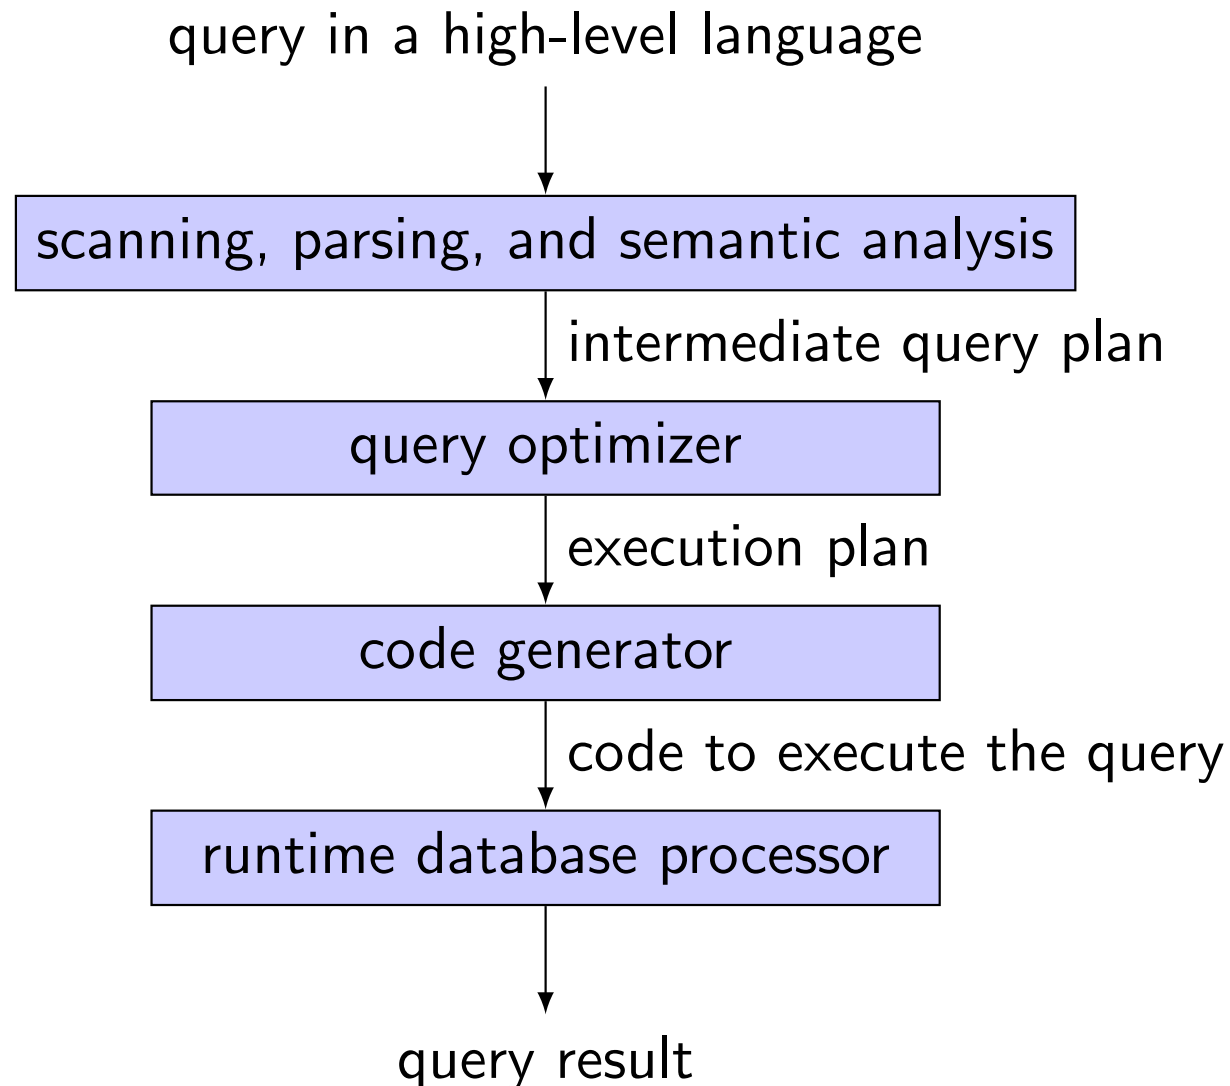 query in a high-level language
scanning, parsing, and semantic analysis
intermediate query plan
query optimizer
execution plan
code generator
code to execute the query
runtime database processor
query result